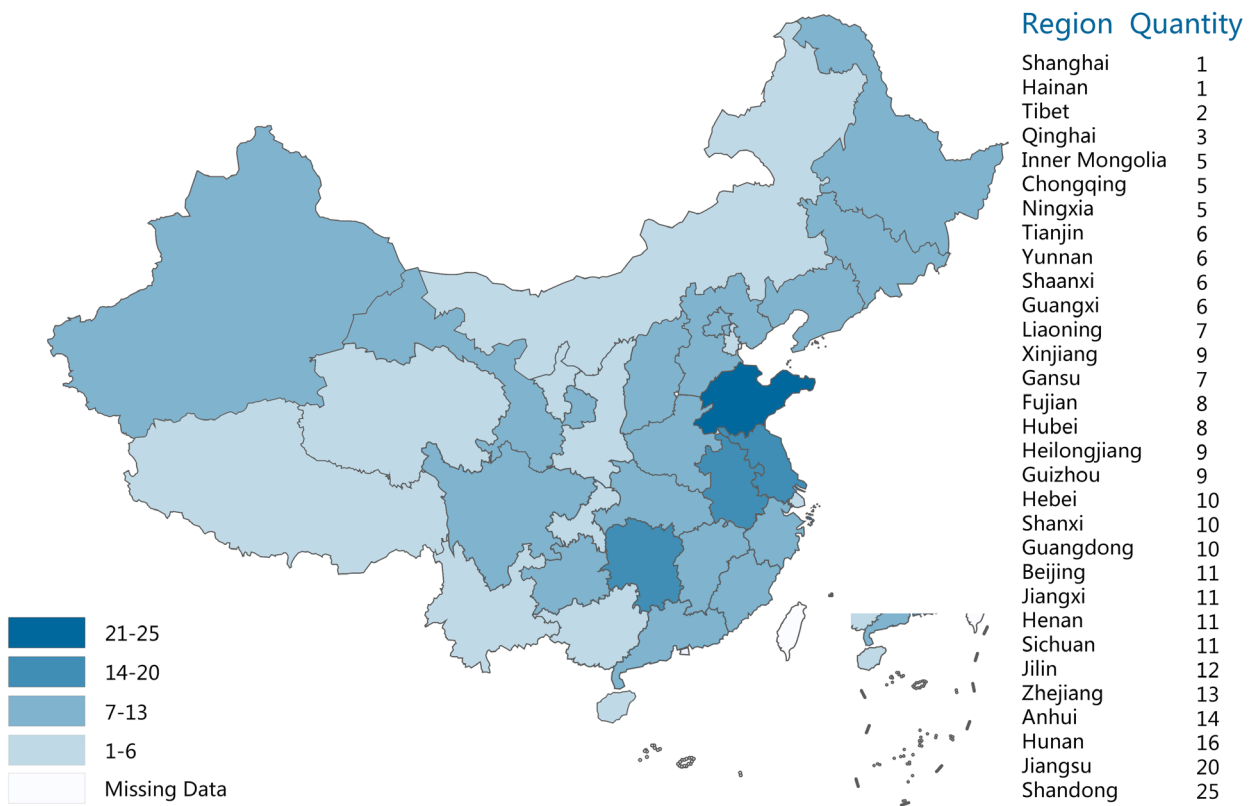 Region Quantity
Shanghai 1
Hainan 1
Tibet 2
Qinghai 3
Inner Mongolia 5
Chongqing 5
Ningxia 5
Tianjin 6
Yunnan 6
Shaanxi 6
Guangxi 6
Liaoning 7
Xinjiang 9
Gansu 7
Fujian 8
Hubei 8
Heilongjiang 9
Guizhou 9
Hebei 10
Shanxi 10
Guangdong 10
Beijing 11
Jiangxi 11
Henan 11
Sichuan 11
Jilin 12
Zhejiang 13
Anhui 14
Hunan 16
Jiangsu 20
Shandong 25
21-25
14-20
7-13
1-6
Missing Data